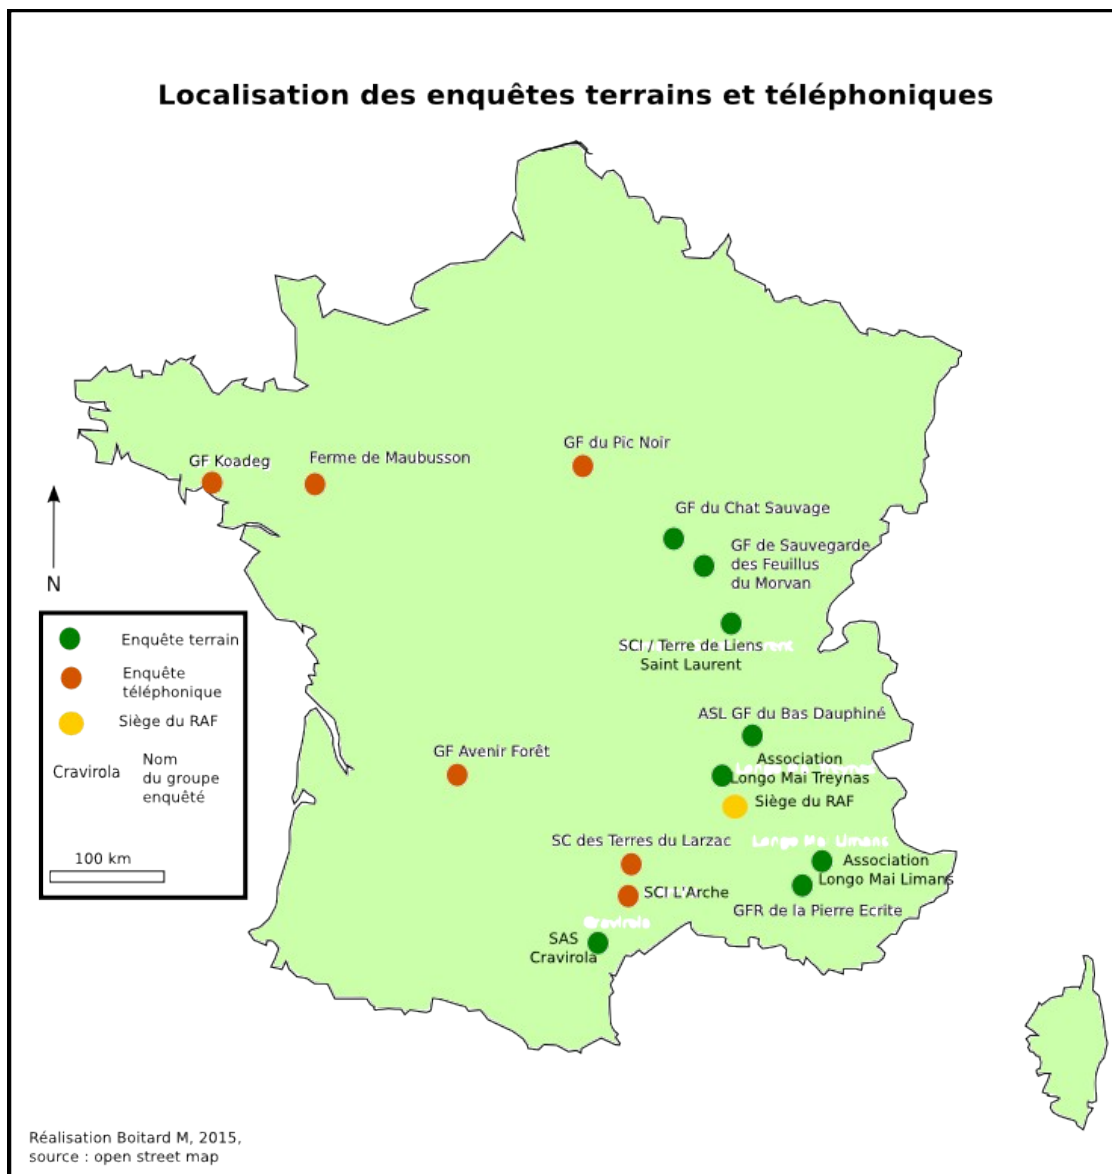 Localisation des enquêtes terrains et téléphoniques
GF du Pic Noir
GF Koadeg
Ferme de Maubusson
GF du Chat Sauvage
GF de Sauvegarde
des Feuillus
du Morvan
N
Enquête terrain
Enquête
téléphonique
Siège du RAF
Cravirola
Nom
du groupe
enquêté
100 km
SCI / Terre de Liens
Saint Laurent
ASL GF du Bas Dauphiné
GF Avenir Forêt
Association
Longo Mai Treynas
Siège du RAF
SC des Terres du Larzac
Longo Mai Limans
Association
Longo Mai Limans
SCI L'Arche
GFR de la Pierre Ecrite
Cravirola
SAS
Cravirola
Réalisation Boitard M, 2015,
source : open street map